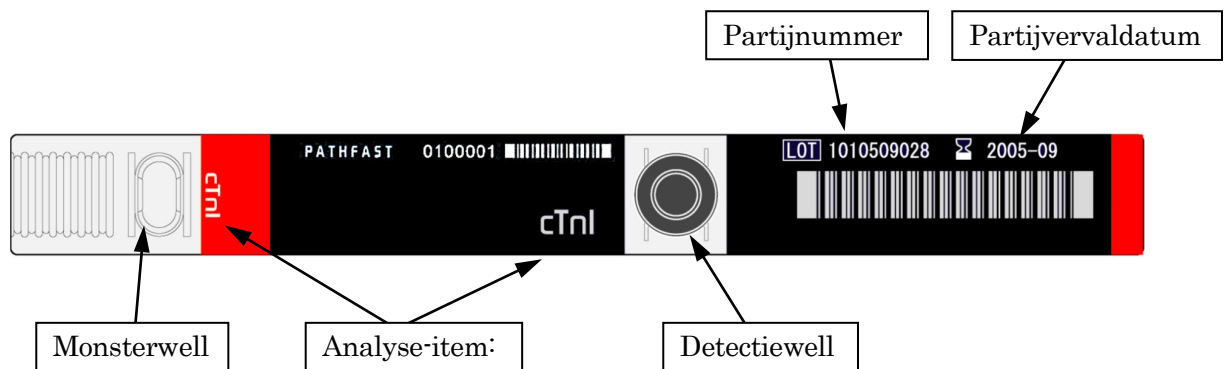 Partijnummer
Partijvervaldatum
cTnI
PATHFAST 0100001
cTnI
LOT 1010509028 2005-09
Monsterwell
Analyse-item:
Detectiewell